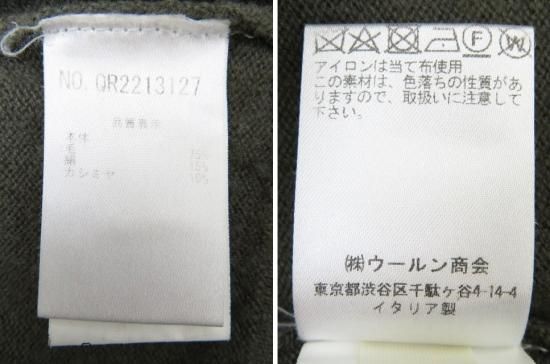 NO. QR2213127
品質表示
本体
毛
絹
カシミヤ 10%
アイロンは当て布使用
この素材は、色落ちの性質があ
りますので、取扱いに注意して
下さい。
㈱ウールン商会
東京都渋谷区千駄ヶ谷4-14-4
イタリア製